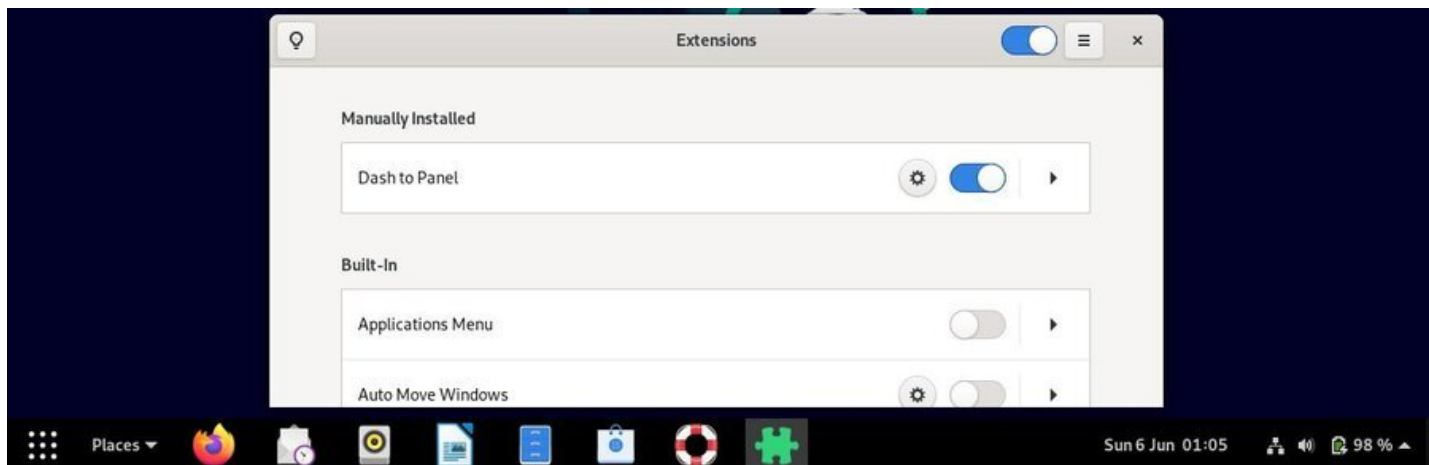 Extensions
Manually Installed
Dash to Panel
Built-In
Applications Menu
Auto Move Windows
Places Sun 6 Jun 01:05 98 %